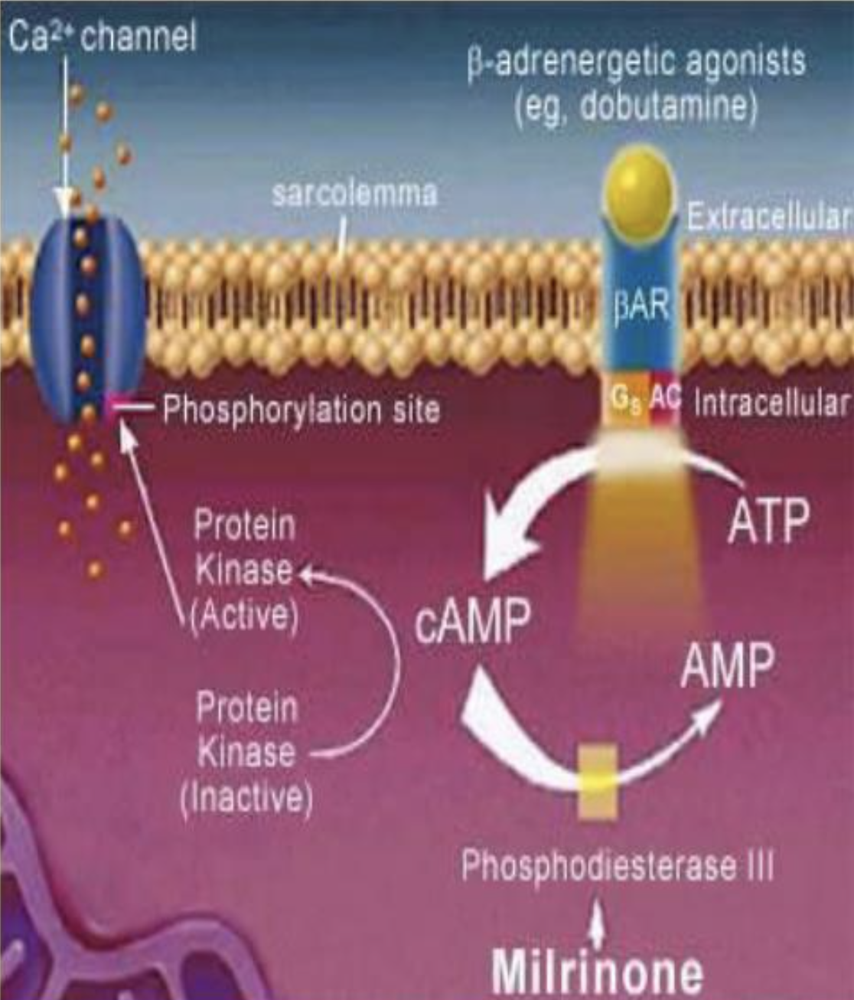 Ca²⁺ channel
β-adrenergetic agonists
(eg, dobutamine)
sarcolemma
Extracellular
βAR
Gs AC
Intracellular
Phosphorylation site
ATP
Protein
Kinase
(Active)
cAMP
AMP
Protein
Kinase
(Inactive)
Phosphodiesterase III
Milrinone